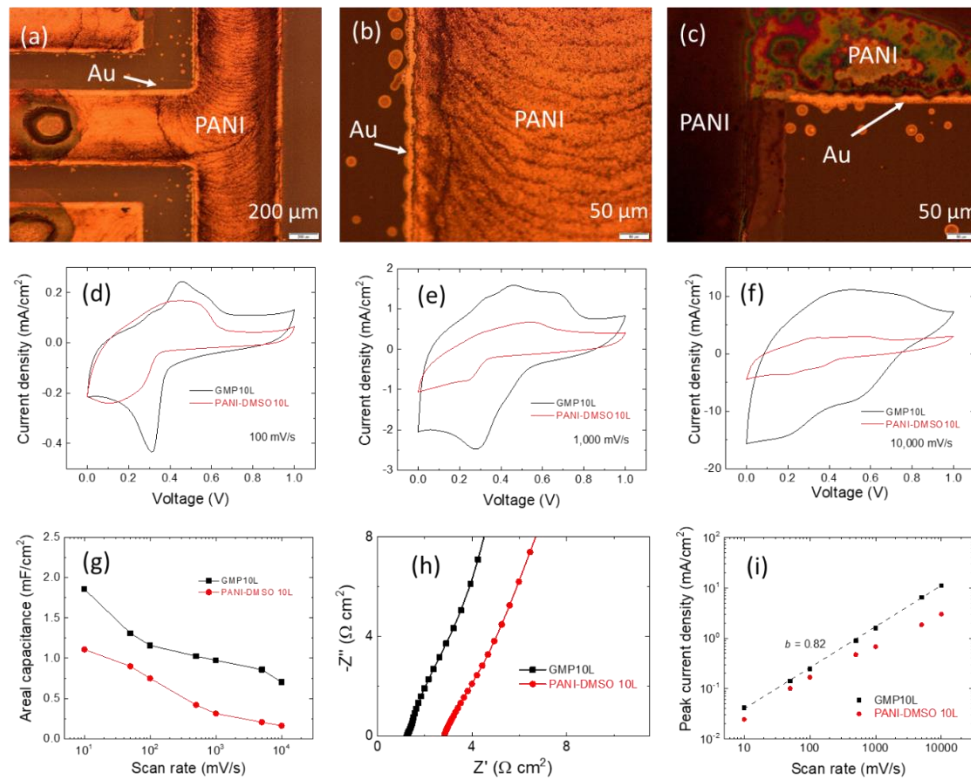 (a)
Au
PANI
200 μm
(b)
Au
PANI
50 μm
(c)
PANI
PANI
Au
50 μm
(d)
Current density (mA/cm²)
0.2
0.0
-0.2
-0.4
GMP10L
PANI-DMSO 10L
100 mV/s
0.0 0.2 0.4 0.6 0.8 1.0
Voltage (V)
(e)
Current density (mA/cm²)
2
1
0
-1
-2
-3
GMP10L
PANI-DMSO 10L
1,000 mV/s
0.0 0.2 0.4 0.6 0.8 1.0
Voltage (V)
(f)
Current density (mA/cm²)
10
0
-10
-20
GMP10L
PANI-DMSO 10L
10,000 mV/s
0.0 0.2 0.4 0.6 0.8 1.0
Voltage (V)
(g)
Areal capacitance (mF/cm²)
2.5
2.0
1.5
1.0
0.5
0.0
GMP10L
PANI-DMSO 10L
10¹ 10² 10³ 10⁴
Scan rate (mV/s)
(h)
-Z'' (Ω cm²)
8
4
0
GMP10L
PANI-DMSO 10L
0 4 8
Z' (Ω cm²)
(i)
Peak current density (mA/cm²)
10²
10¹
10⁰
10⁻¹
10⁻²
b = 0.82
GMP10L
PANI-DMSO 10L
10 100 1000 10000
Scan rate (mV/s)